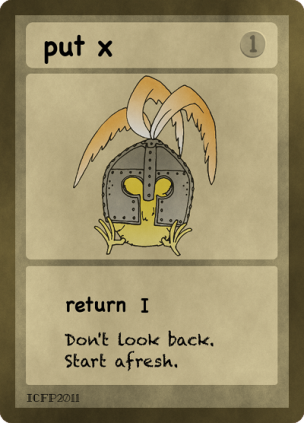 put x
1
return I
Don't look back.
Start afresh.
ICFP2011